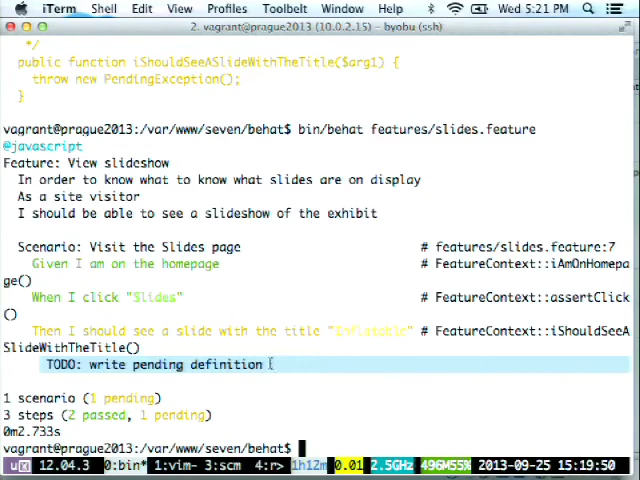 iTerm Shell Edit View Profiles Toolbelt Window Help Wed 5:21 PM
2. vagrant@prague2013 (10.0.2.15) – byobu (ssh)
*/
public function iShouldSeeASlideWithTheTitle($arg1) {
throw new PendingException();
}
vagrant@prague2013:/var/www/seven/behat$ bin/behat features/slides.feature
@javascript
Feature: View slideshow
In order to know what to know what slides are on display
As a site visitor
I should be able to see a slideshow of the exhibit
Scenario: Visit the Slides page # features/slides.feature:7
Given I am on the homepage # FeatureContext::iAmOnHomepa
ge()
When I click "Slides" # FeatureContext::assertClick
()
Then I should see a slide with the title "Inflatable" # FeatureContext::iShouldSeeA
SlideWithTheTitle()
TODO: write pending definition
1 scenario (1 pending)
3 steps (2 passed, 1 pending)
0m2.733s
vagrant@prague2013:/var/www/seven/behat$
12.04.3 0:bin* 1:vim- 3:scm 4:r> 1h12m 0.01 2.5GHz 496M55% 2013-09-25 15:19:50